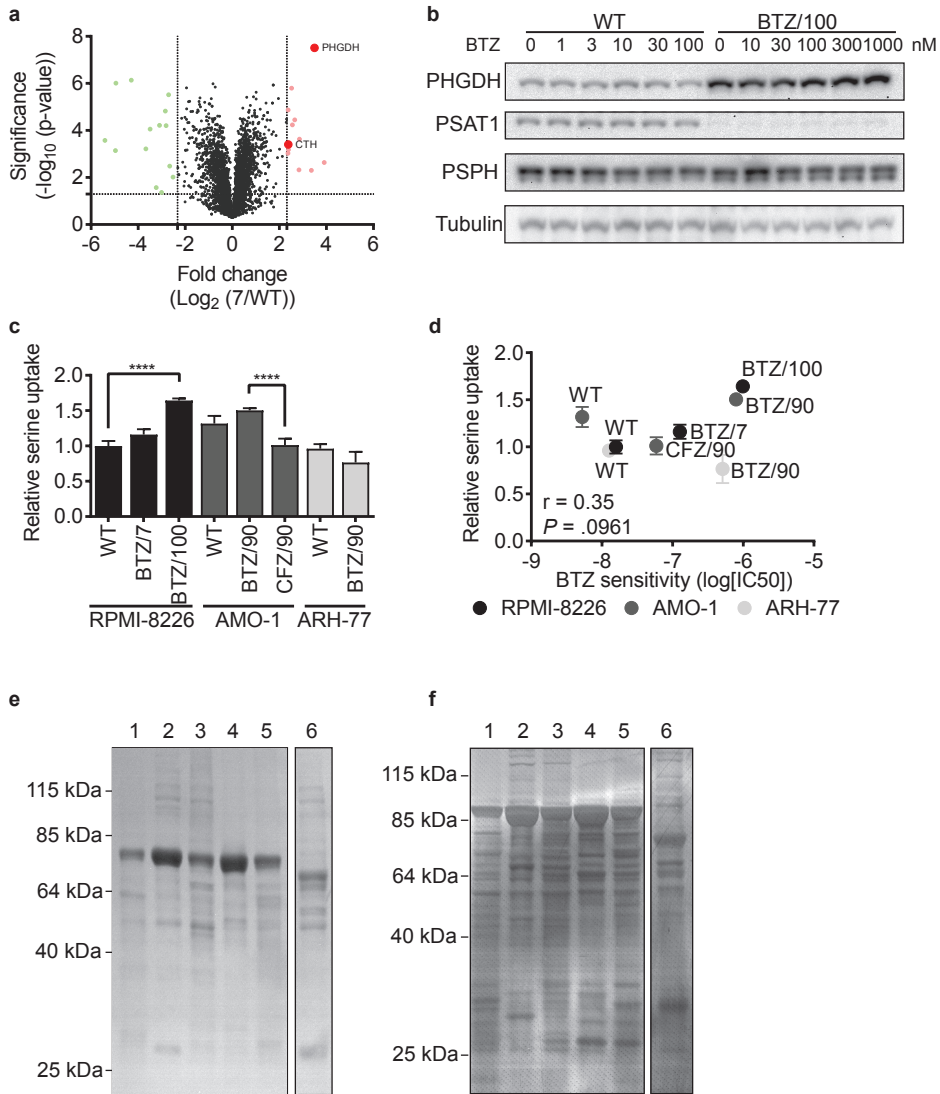 a
Significance
(-log10 (p-value))
8
6
4
2
0
PHGDH
CTH
-6 -4 -2 0 2 4 6
Fold change
(Log2 (7/WT))
b
WT BTZ/100
BTZ 0 1 3 10 30 100 0 10 30 100 300 1000 nM
PHGDH
PSAT1
PSPH
Tubulin
c
Relative serine uptake
2.0
1.5
1.0
0.5
0.0
**** ****
WT BTZ/7 BTZ/100 WT BTZ/90 CFZ/90 WT BTZ/90
RPMI-8226 AMO-1 ARH-77
d
Relative serine uptake
2.0
1.5
1.0
0.5
0.0
BTZ/100
WT
BTZ/90
WT
BTZ/7
CFZ/90
WT
BTZ/90
r = 0.35
P = .0961
-9 -8 -7 -6 -5
BTZ sensitivity (log[IC50])
RPMI-8226 AMO-1 ARH-77
e
1 2 3 4 5 6
115 kDa
85 kDa
64 kDa
40 kDa
25 kDa
f
1 2 3 4 5 6
115 kDa
85 kDa
64 kDa
40 kDa
25 kDa